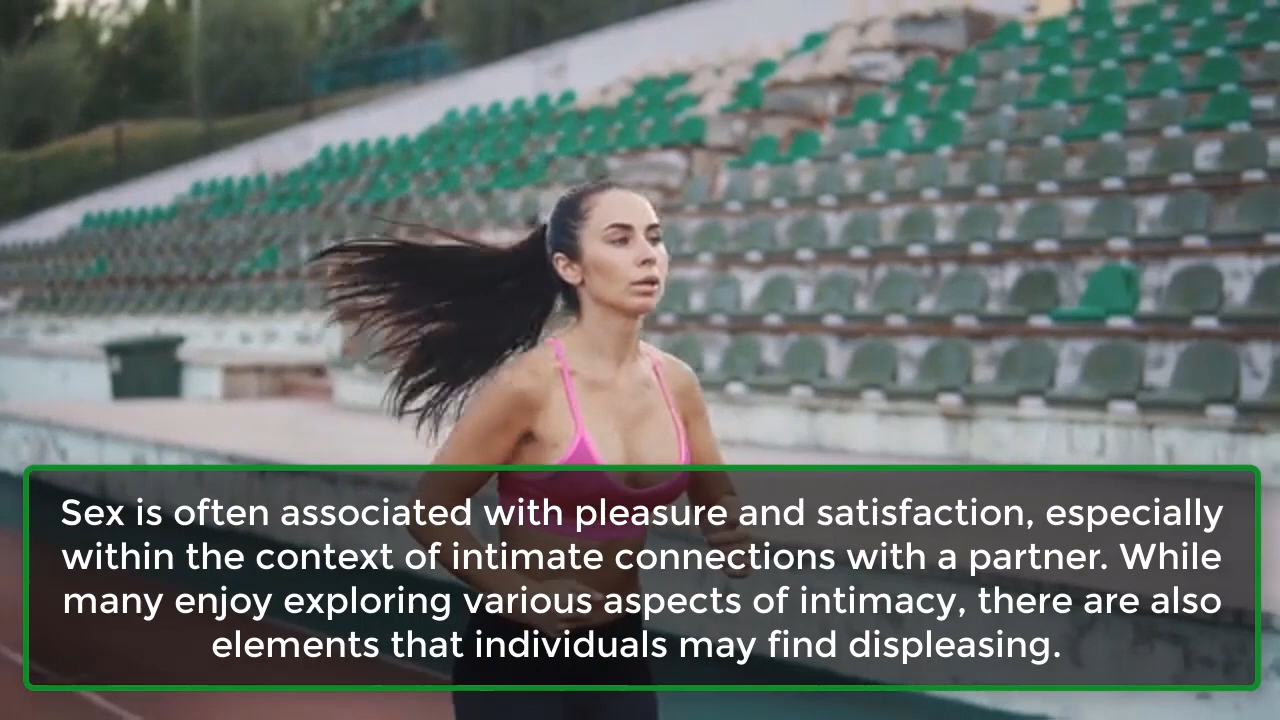 Sex is often associated with pleasure and satisfaction, especially
within the context of intimate connections with a partner. While
many enjoy exploring various aspects of intimacy, there are also
elements that individuals may find displeasing.